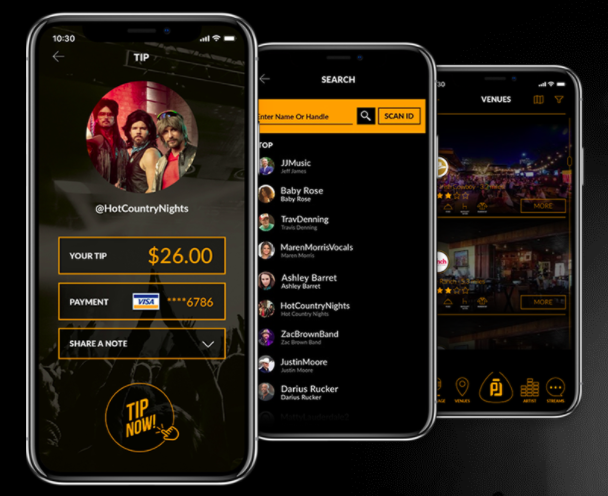 10:30
TIP
@HotCountryNights
YOUR TIP $26.00
PAYMENT VISA ****6786
SHARE A NOTE
TIP
NOW!
SEARCH
Enter Name Or Handle SCAN ID
TOP
JJMusic
Jeff James
Baby Rose
Baby Rose
TravDenning
Travis Denning
MarenMorrisVocals
Maren Morris
Ashley Barret
Ashley Barret
HotCountryNights
Hot Country Nights
ZacBrownBand
Zac Brown Band
JustinMoore
Justin Moore
Darius Rucker
Darius Rucker
VENUES
MORE
MORE
VENUES
ARTIST
STREAMS